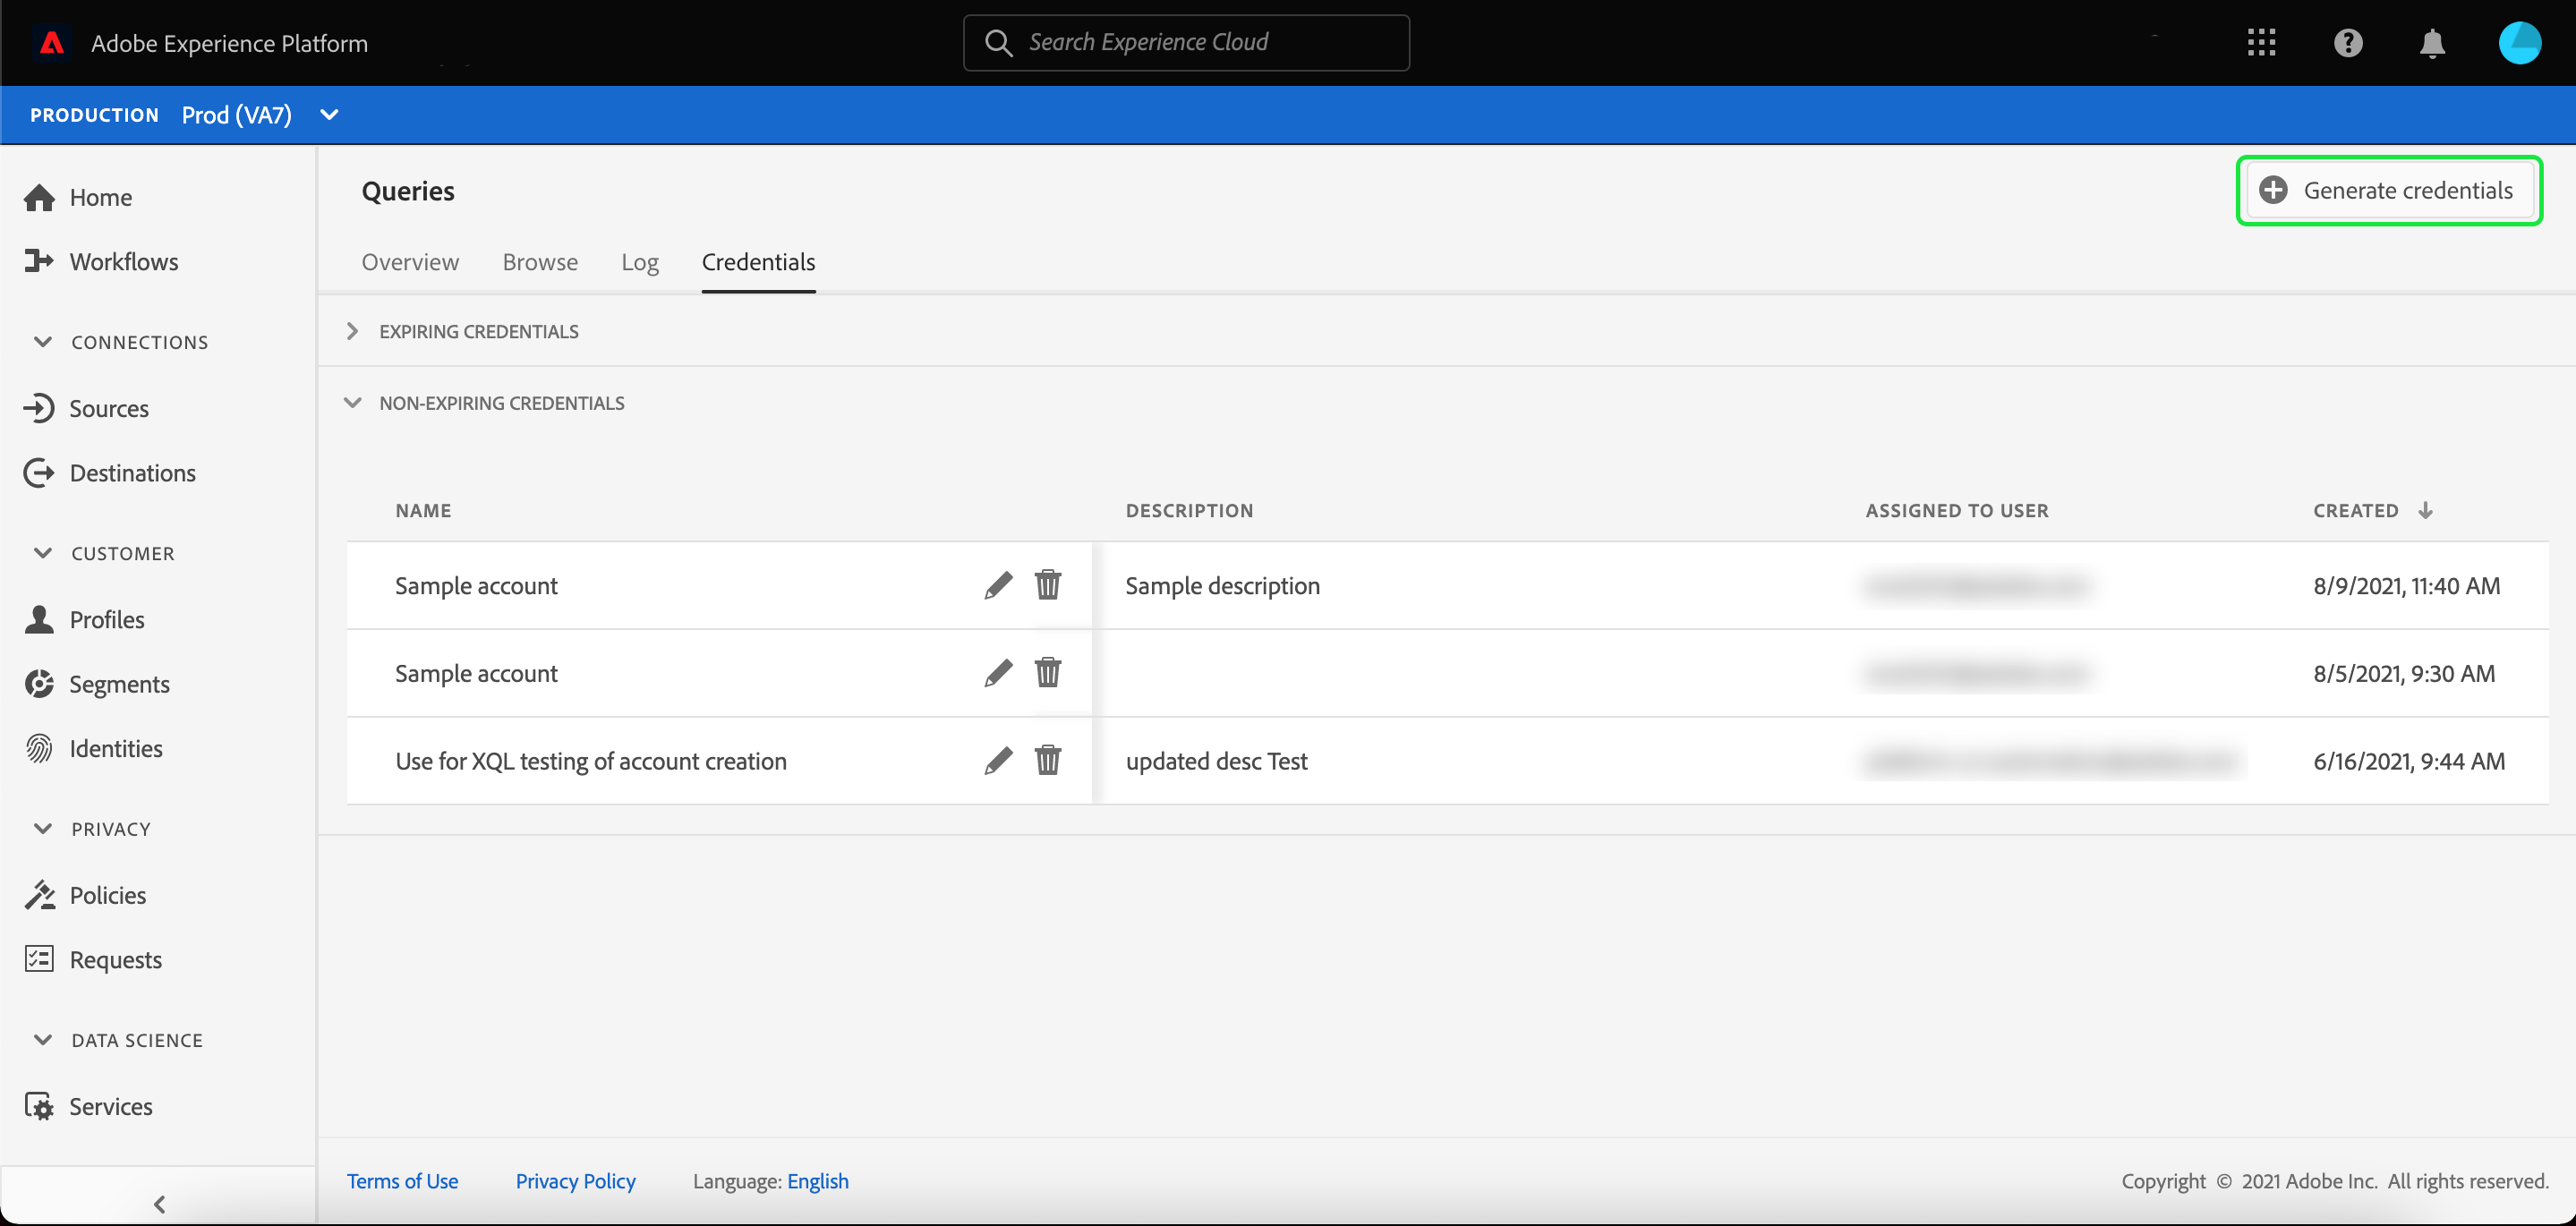 Adobe Experience Platform
Search Experience Cloud
PRODUCTION Prod (VA7)
Home
Workflows
CONNECTIONS
Sources
Destinations
CUSTOMER
Profiles
Segments
Identities
PRIVACY
Policies
Requests
DATA SCIENCE
Services
Queries
Generate credentials
Overview Browse Log Credentials
EXPIRING CREDENTIALS
NON-EXPIRING CREDENTIALS
NAME DESCRIPTION ASSIGNED TO USER CREATED
Sample account Sample description 8/9/2021, 11:40 AM
Sample account 8/5/2021, 9:30 AM
Use for XQL testing of account creation updated desc Test 6/16/2021, 9:44 AM
Terms of Use Privacy Policy Language: English Copyright © 2021 Adobe Inc. All rights reserved.